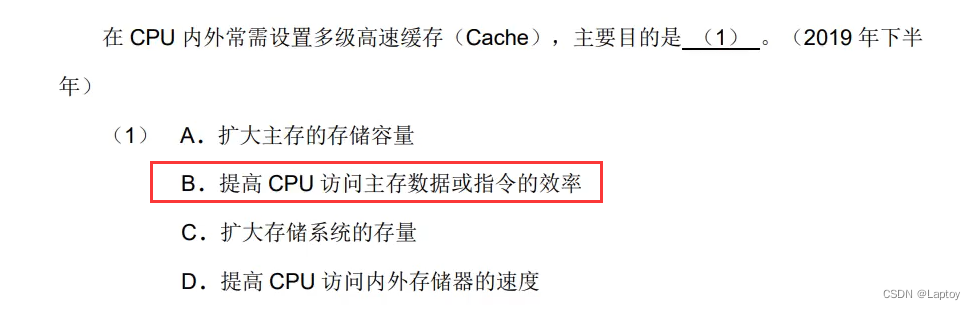 在 CPU 内外常需设置多级高速缓存（Cache），主要目的是 （1） 。（2019 年下半
年）
（1） A．扩大主存的存储容量
B．提高 CPU 访问主存数据或指令的效率
C．扩大存储系统的存量
D．提高 CPU 访问内外存储器的速度
CSDN @Laptoy